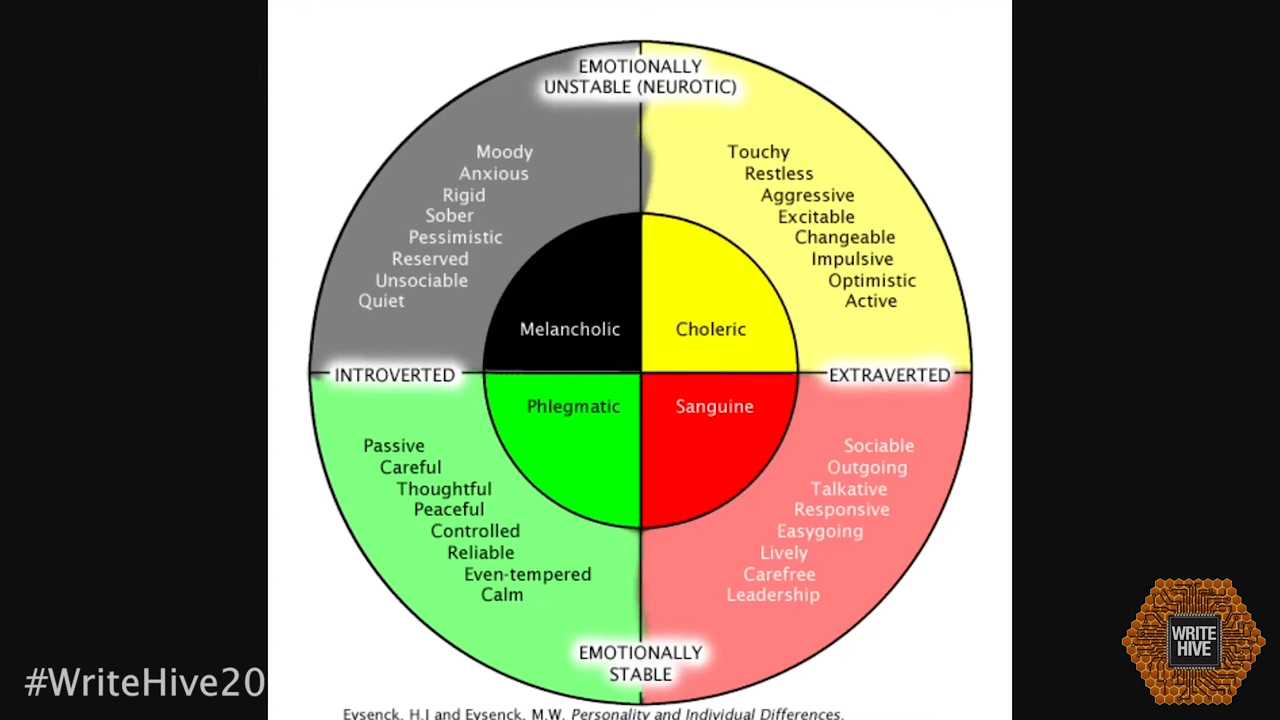 EMOTIONALLY
UNSTABLE (NEUROTIC)
Moody
Anxious
Rigid
Sober
Pessimistic
Reserved
Unsociable
Quiet
Touchy
Restless
Aggressive
Excitable
Changeable
Impulsive
Optimistic
Active
Melancholic
Choleric
INTROVERTED
EXTRAVERTED
Phlegmatic
Sanguine
Passive
Careful
Thoughtful
Peaceful
Controlled
Reliable
Even-tempered
Calm
Sociable
Outgoing
Talkative
Responsive
Easygoing
Lively
Carefree
Leadership
EMOTIONALLY
STABLE
#WriteHive20
WRITE
HIVE
Eysenck, H.J and Eysenck, M.W. Personality and Individual Differences.